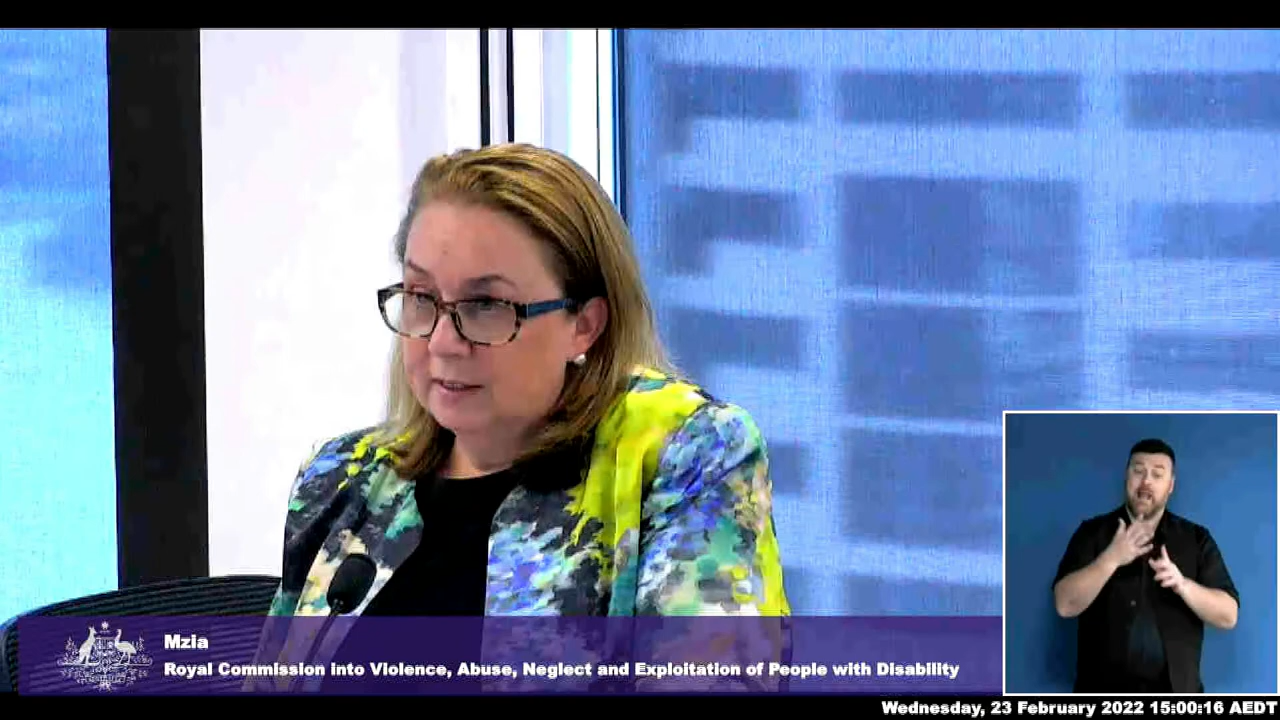 Mzia
Royal Commission into Violence, Abuse, Neglect and Exploitation of People with Disability
Wednesday, 23 February 2022 15:00:16 AEDT